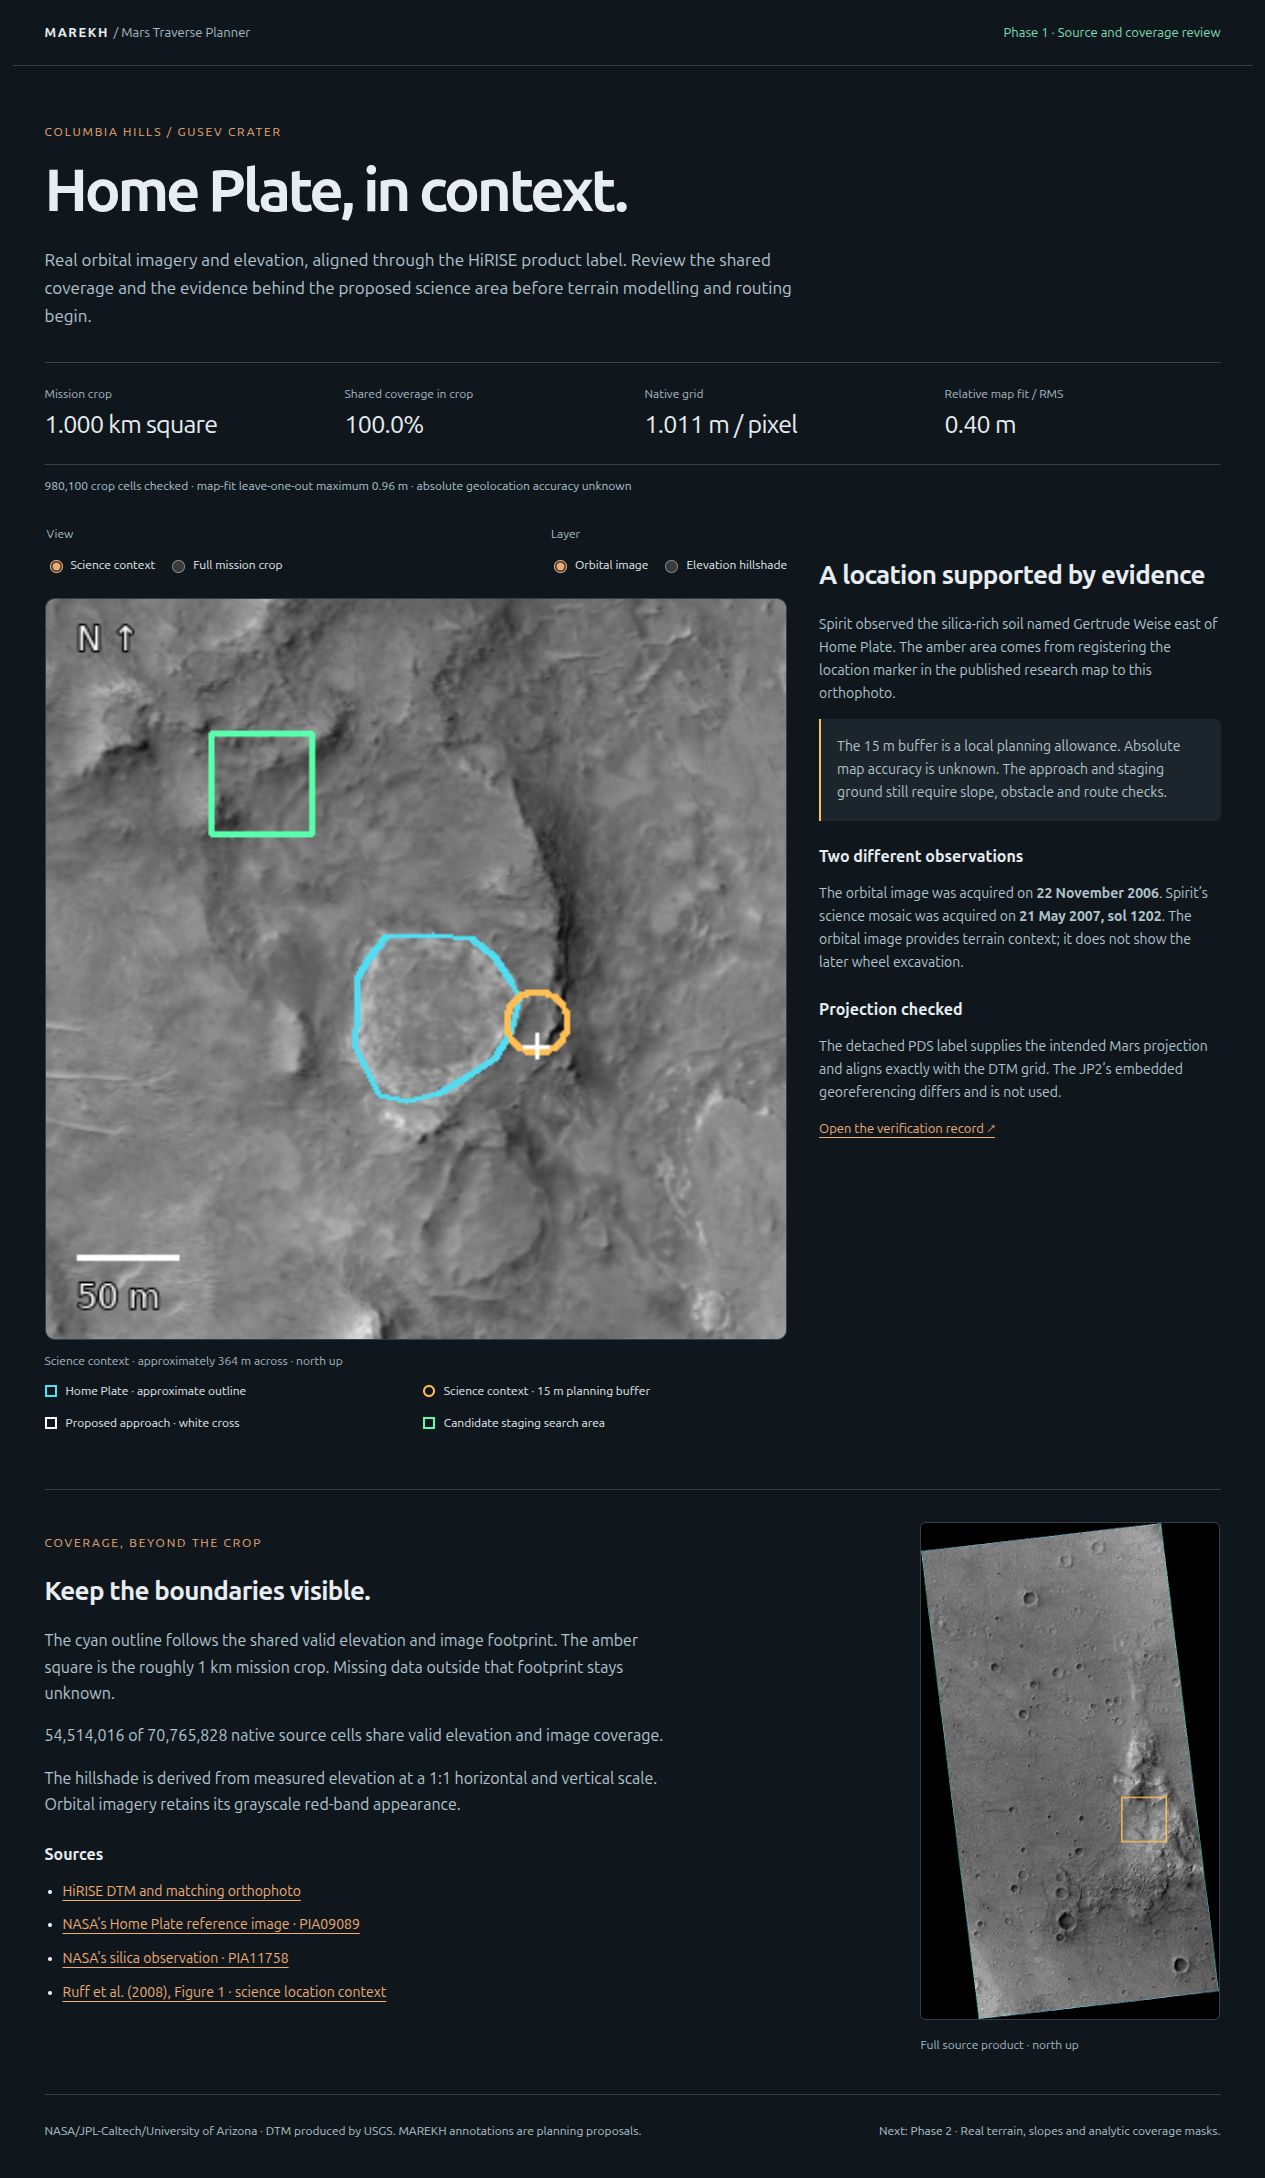 MAREKH / Mars Traverse Planner
Phase 1 · Source and coverage review
COLUMBIA HILLS / GUSEV CRATER
Home Plate, in context.
Real orbital imagery and elevation, aligned through the HiRISE product label. Review the shared
coverage and the evidence behind the proposed science area before terrain modelling and routing
begin.
Mission crop
1.000 km square
Shared coverage in crop
100.0%
Native grid
1.011 m / pixel
Relative map fit / RMS
0.40 m
980,100 crop cells checked · map-fit leave-one-out maximum 0.96 m · absolute geolocation accuracy unknown
View
Science context
Full mission crop
Layer
Orbital image
Elevation hillshade
N ↑
50 m
Science context · approximately 364 m across · north up
Home Plate · approximate outline
Science context · 15 m planning buffer
Proposed approach · white cross
Candidate staging search area
A location supported by evidence
Spirit observed the silica-rich soil named Gertrude Weise east of
Home Plate. The amber area comes from registering the
location marker in the published research map to this
orthophoto.
The 15 m buffer is a local planning allowance. Absolute
map accuracy is unknown. The approach and staging
ground still require slope, obstacle and route checks.
Two different observations
The orbital image was acquired on 22 November 2006. Spirit’s
science mosaic was acquired on 21 May 2007, sol 1202. The
orbital image provides terrain context; it does not show the
later wheel excavation.
Projection checked
The detached PDS label supplies the intended Mars projection
and aligns exactly with the DTM grid. The JP2’s embedded
georeferencing differs and is not used.
Open the verification record ↗
COVERAGE, BEYOND THE CROP
Keep the boundaries visible.
The cyan outline follows the shared valid elevation and image footprint. The amber
square is the roughly 1 km mission crop. Missing data outside that footprint stays
unknown.
54,514,016 of 70,765,828 native source cells share valid elevation and image coverage.
The hillshade is derived from measured elevation at a 1:1 horizontal and vertical scale.
Orbital imagery retains its grayscale red-band appearance.
Sources
• HiRISE DTM and matching orthophoto
• NASA’s Home Plate reference image · PIA09089
• NASA’s silica observation · PIA11758
• Ruff et al. (2008), Figure 1 · science location context
Full source product · north up
NASA/JPL-Caltech/University of Arizona · DTM produced by USGS. MAREKH annotations are planning proposals.
Next: Phase 2 · Real terrain, slopes and analytic coverage masks.